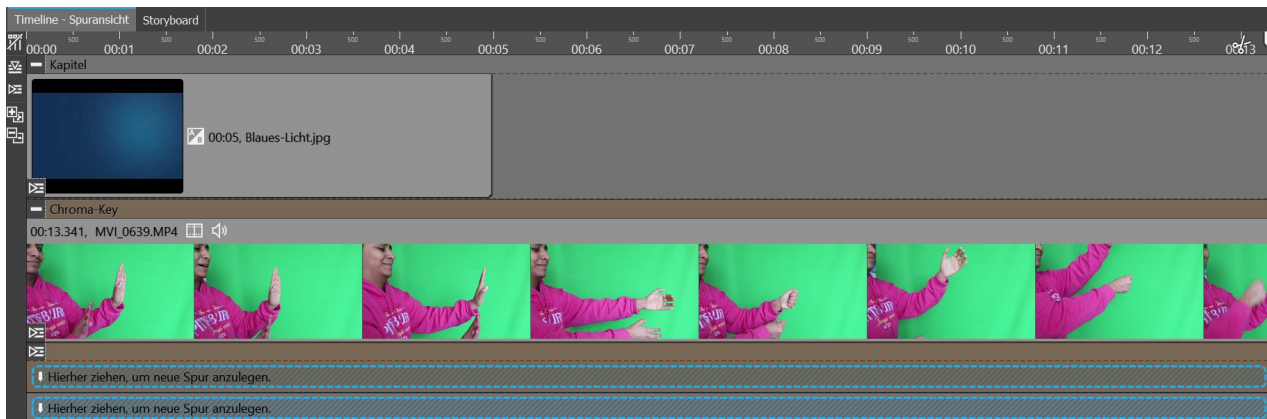 Timeline - Spuransicht Storyboard
500 500 500 500 500 500 500 500 500 500 500 500 500
00:00 00:01 00:02 00:03 00:04 00:05 00:06 00:07 00:08 00:09 00:10 00:11 00:12 00:13
Kapitel
A B 00:05, Blaues-Licht.jpg
Chroma-Key
00:13.341, MVI_0639.MP4
Hierher ziehen, um neue Spur anzulegen.
Hierher ziehen, um neue Spur anzulegen.